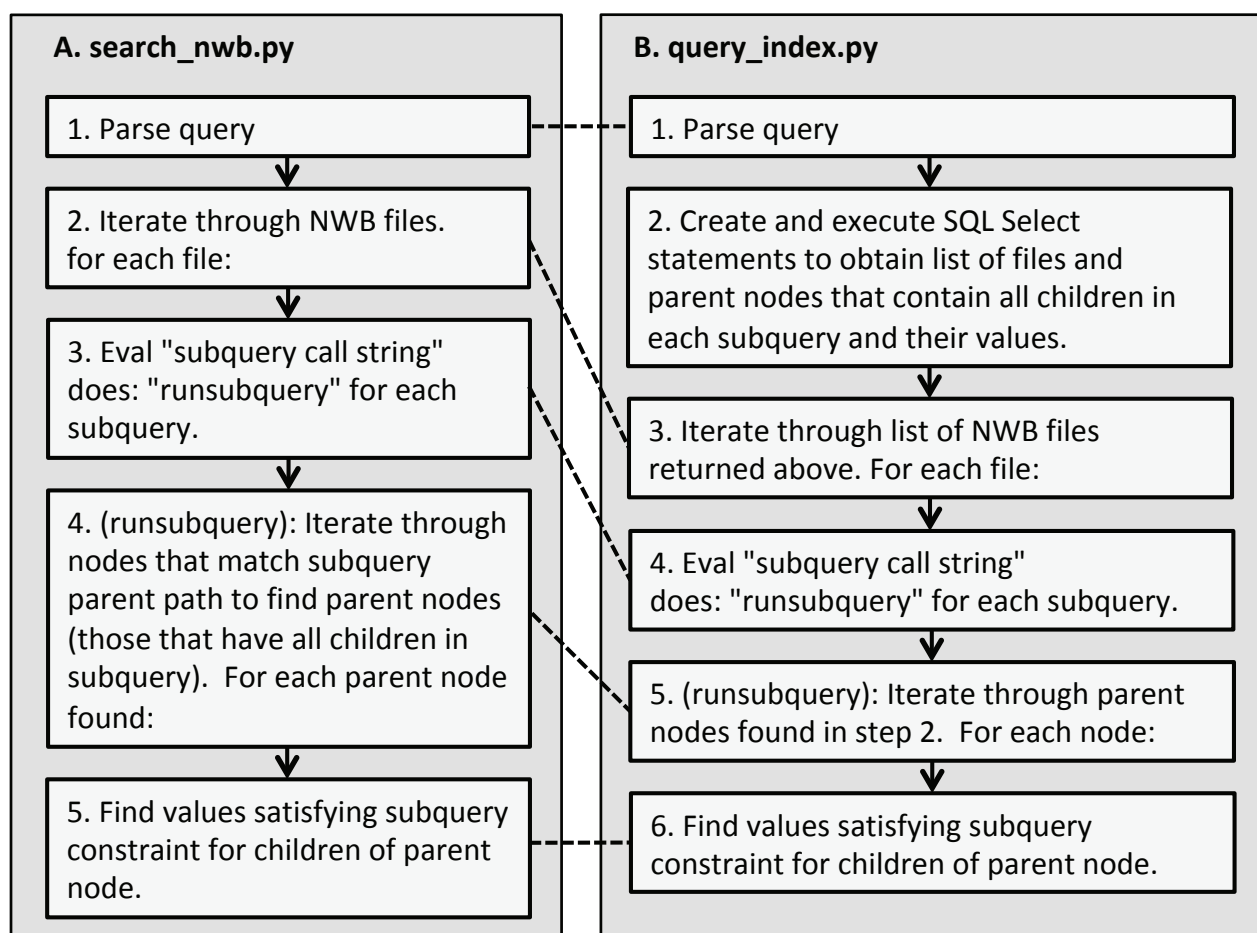 A. search_nwb.py
1. Parse query
2. Iterate through NWB files.
for each file:
3. Eval "subquery call string"
does: "runsubquery" for each
subquery.
4. (runsubquery): Iterate through
nodes that match subquery
parent path to find parent nodes
(those that have all children in
subquery).  For each parent node
found:
5. Find values satisfying subquery
constraint for children of parent
node.
B. query_index.py
1. Parse query
2. Create and execute SQL Select
statements to obtain list of files and
parent nodes that contain all children in
each subquery and their values.
3. Iterate through list of NWB files
returned above. For each file:
4. Eval "subquery call string"
does: "runsubquery" for each subquery.
5. (runsubquery): Iterate through parent
nodes found in step 2.  For each node:
6. Find values satisfying subquery
constraint for children of parent node.